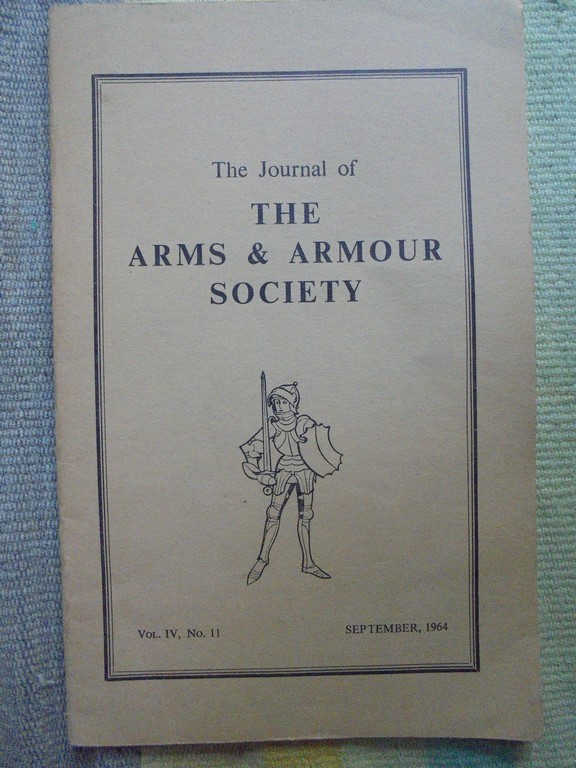 The Journal of
THE
ARMS & ARMOUR
SOCIETY
VOL. IV, No. 11
SEPTEMBER, 1964